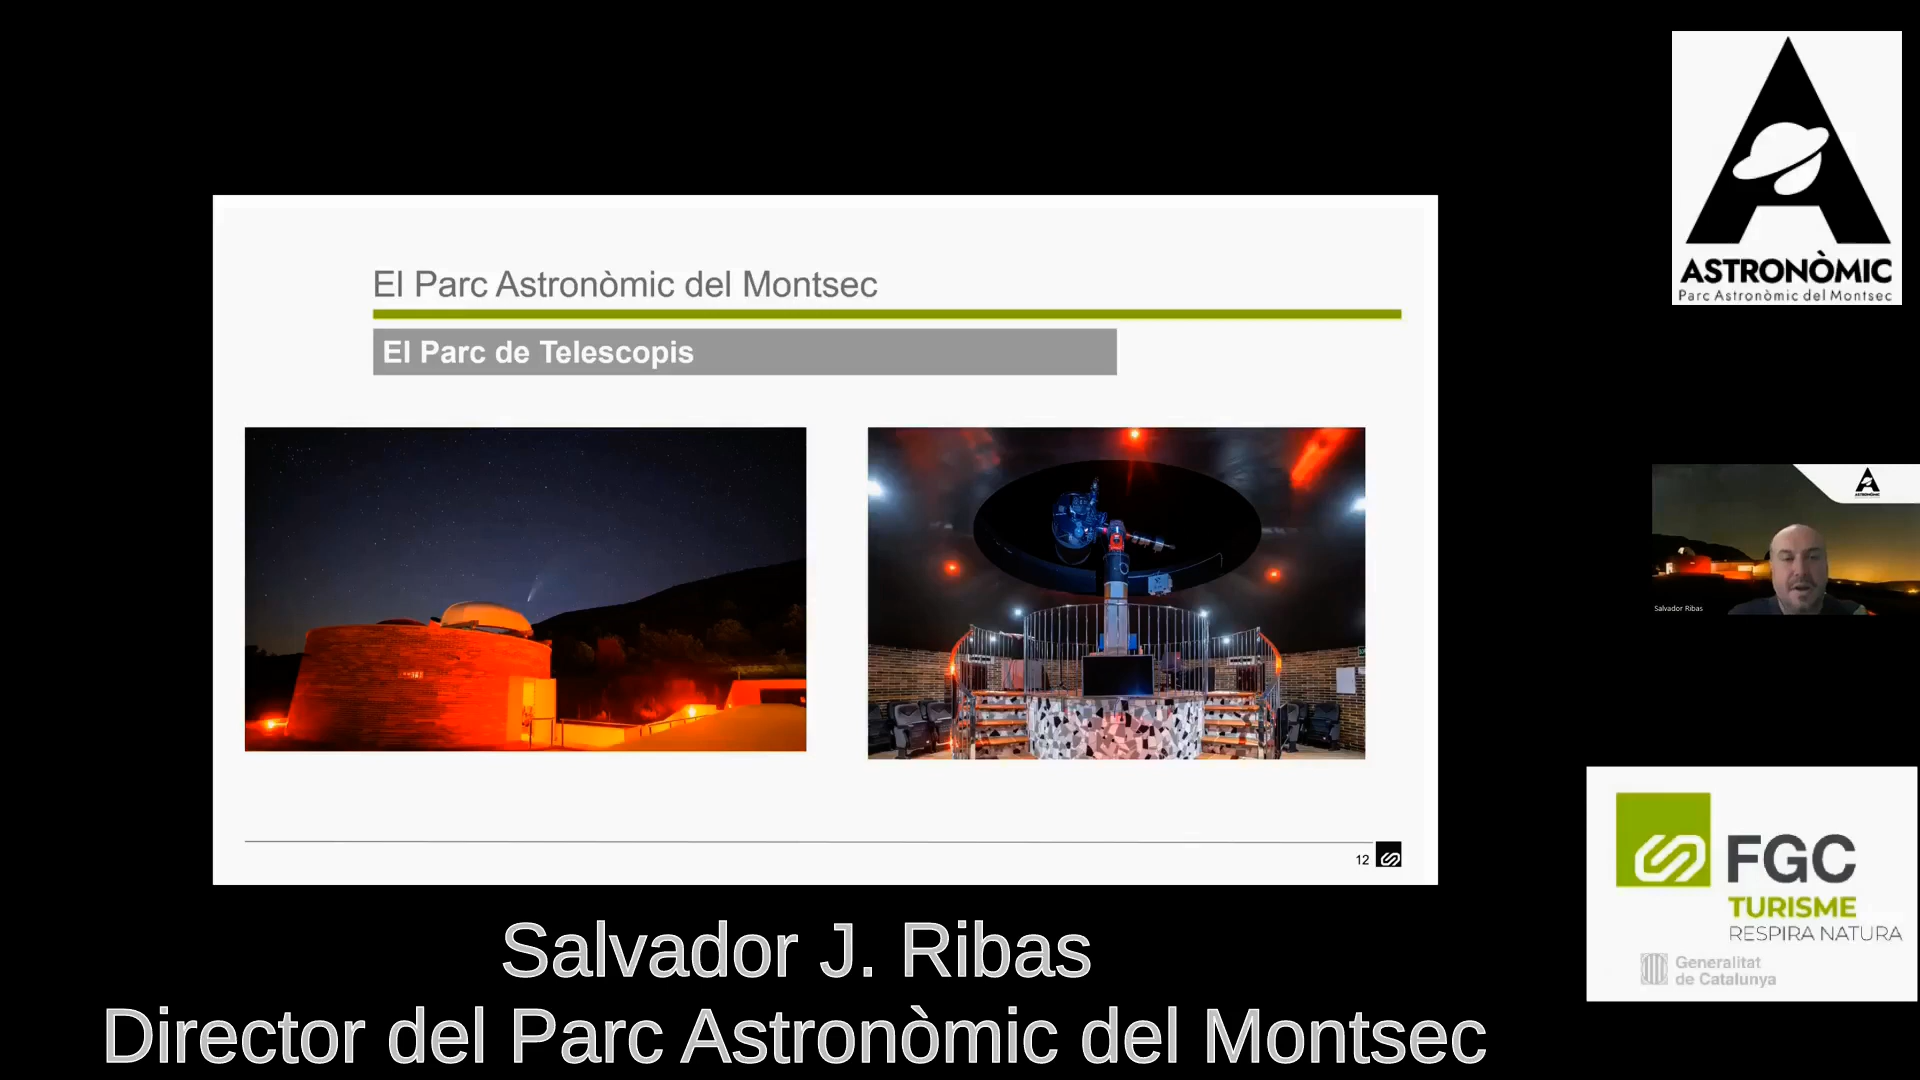 El Parc Astronòmic del Montsec
El Parc de Telescopis
12
Salvador J. Ribas
Director del Parc Astronòmic del Montsec
ASTRONÒMIC
Parc Astronòmic del Montsec
ASTRONÒMIC
Salvador Ribas
FGC
TURISME
RESPIRA NATURA
Generalitat
de Catalunya